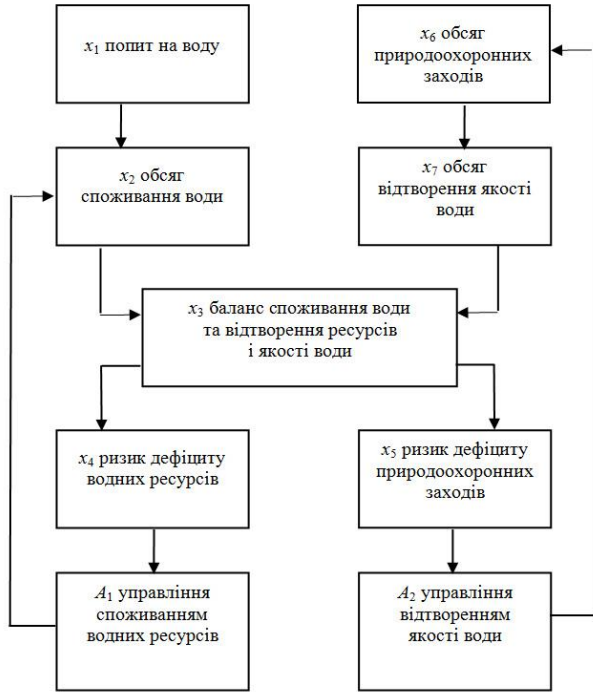 x₁ попит на воду
x₆ обсяг
природоохоронних
заходів
x₂ обсяг
споживання води
x₇ обсяг
відтворення якості
води
x₃ баланс споживання води
та відтворення ресурсів
і якості води
x₄ ризик дефіциту
водних ресурсів
x₅ ризик дефіциту
природоохоронних
заходів
A₁ управління
споживанням
водних ресурсів
A₂ управління
відтворенням
якості води